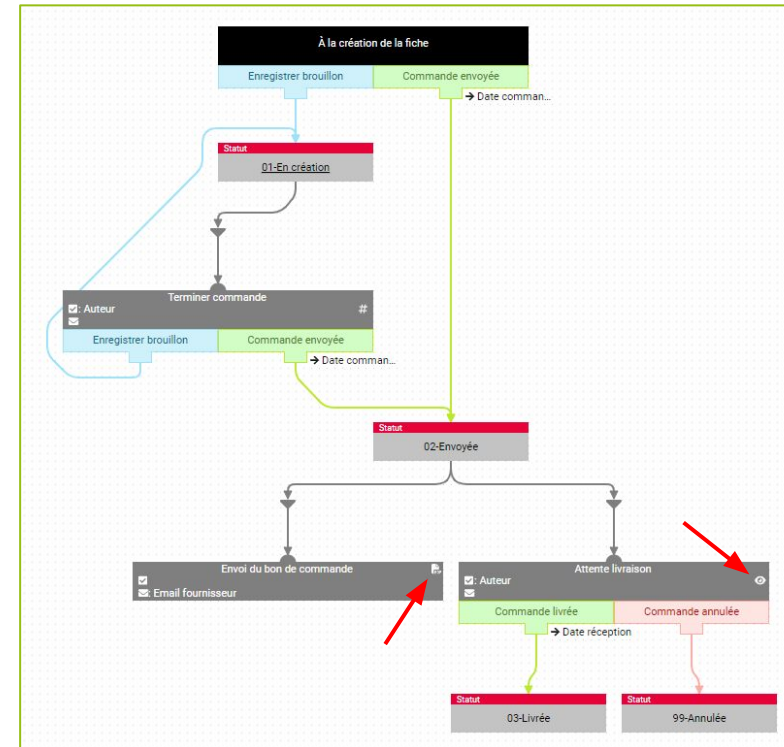 À la création de la fiche
Enregistrer brouillon
Commande envoyée
→ Date comman...
Statut
01-En création
Terminer commande
: Auteur
#
Enregistrer brouillon
Commande envoyée
→ Date comman...
Statut
02-Envoyée
Envoi du bon de commande
: Email fournisseur
Attente livraison
: Auteur
Commande livrée
Commande annulée
→ Date réception
Statut
03-Livrée
Statut
99-Annulée